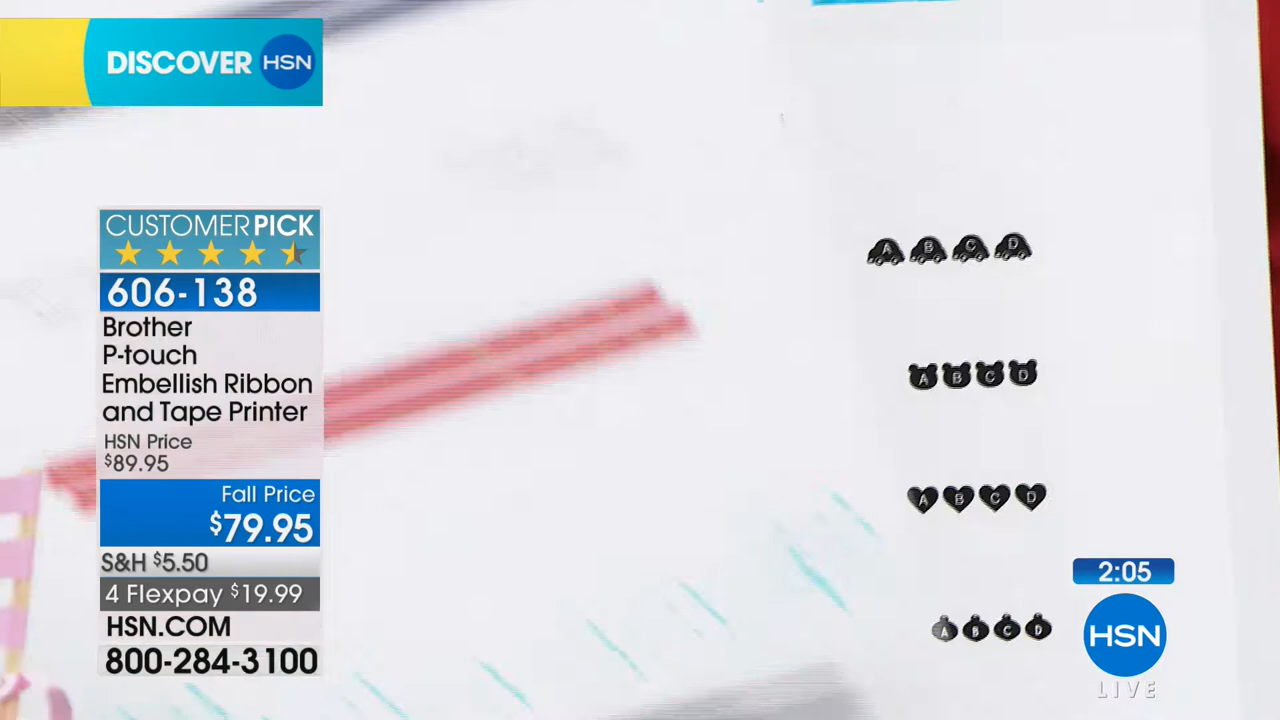 DISCOVER HSN
CUSTOMER PICK
606-138
Brother
P-touch
Embellish Ribbon
and Tape Printer
HSN Price
$89.95
Fall Price
$79.95
S&H $5.50
4 Flexpay $19.99
HSN.COM
800-284-3100
A B C D
A B C D
A B C D
A B C D
2:05
HSN
LIVE